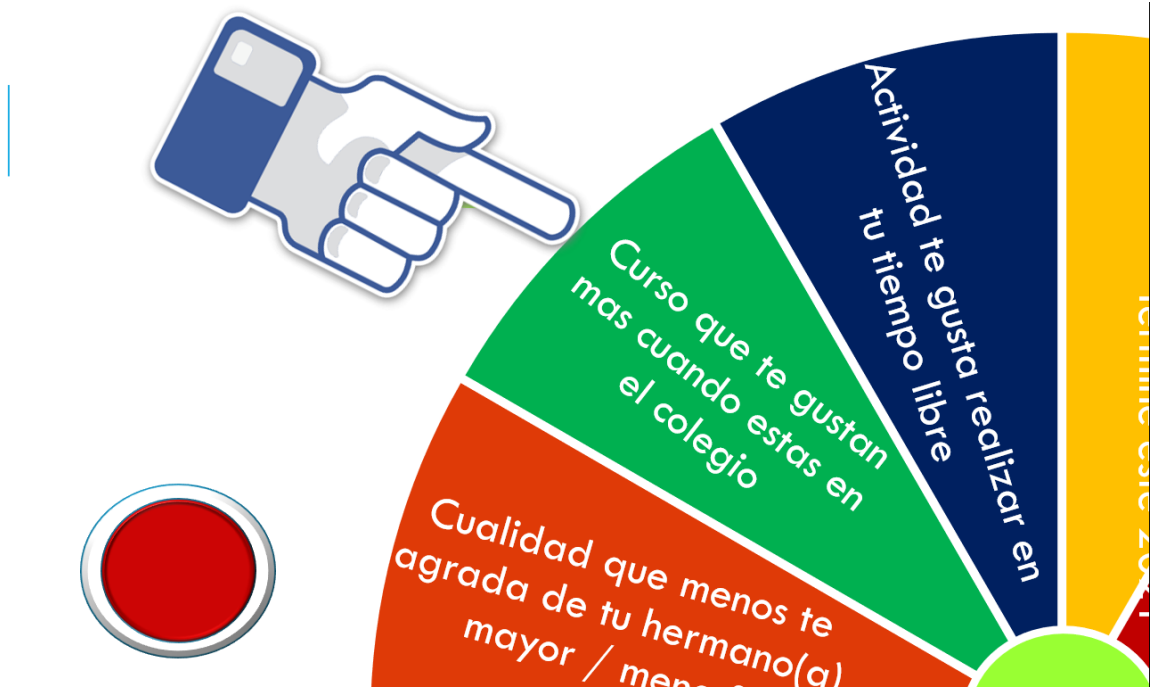 Actividad te gusta realizar en
tu tiempo libre
Curso que te gustan
mas cuando estas en
el colegio
Cualidad que menos te
agrada de tu hermano(a)
mayor /
este